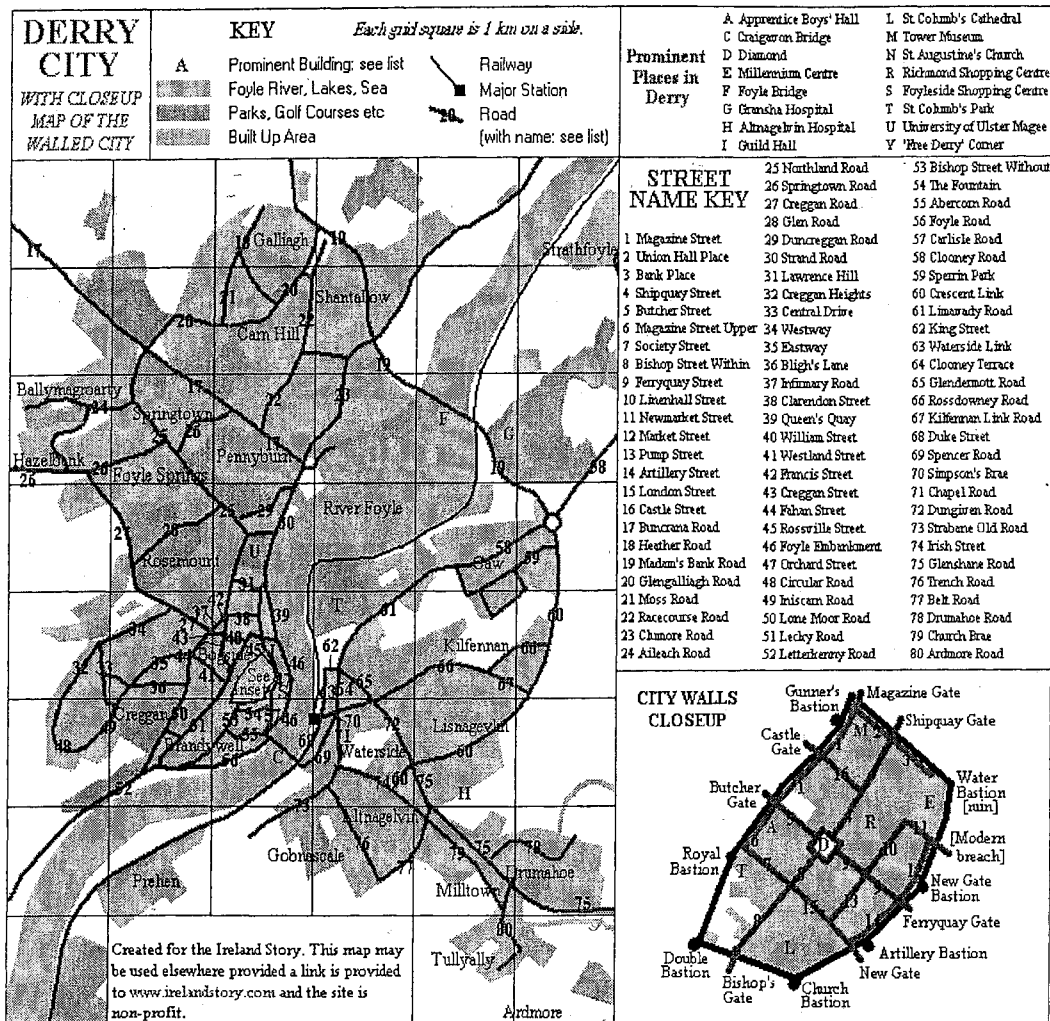 DERRY
CITY
WITH CLOSEUP
MAP OF THE
WALLED CITY
KEY
Each grid square is 1 km on a side.
A Prominent Building: see list
Foyle River, Lakes, Sea
Parks, Golf Courses etc
Built Up Area
Railway
Major Station
20 Road
(with name: see list)
Prominent
Places in
Derry
A Apprentice Boys' Hall
C Craigavon Bridge
D Diamond
E Millennium Centre
F Foyle Bridge
G Gransha Hospital
H Altnagelvin Hospital
I Guild Hall
L St Columb's Cathedral
M Tower Museum
N St Augustine's Church
R Richmond Shopping Centre
S Foyleside Shopping Centre
T St Columb's Park
U University of Ulster Magee
Y 'Free Derry' Corner
STREET
NAME KEY
1 Magazine Street
2 Union Hall Place
3 Bank Place
4 Shipquay Street
5 Butcher Street
6 Magazine Street Upper
7 Society Street
8 Bishop Street Within
9 Ferryquay Street
10 Linenhall Street
11 Newmarket Street
12 Market Street
13 Pump Street
14 Artillery Street
15 London Street
16 Castle Street
17 Buncrana Road
18 Heather Road
19 Madam's Bank Road
20 Glengalliagh Road
21 Moss Road
22 Racecourse Road
23 Culmore Road
24 Aileach Road
25 Northland Road
26 Springtown Road
27 Creggan Road
28 Glen Road
29 Duncreggan Road
30 Strand Road
31 Lawrence Hill
32 Creggan Heights
33 Central Drive
34 Westway
35 Eastway
36 Bligh's Lane
37 Infirmary Road
38 Clarendon Street
39 Queen's Quay
40 William Street
41 Westland Street
42 Francis Street
43 Creggan Street
44 Fahan Street
45 Rossville Street
46 Foyle Embankment
47 Orchard Street
48 Circular Road
49 Iniscarn Road
50 Lone Moor Road
51 Lecky Road
52 Letterkenny Road
53 Bishop Street Without
54 The Fountain
55 Abercorn Road
56 Foyle Road
57 Carlisle Road
58 Clooney Road
59 Sperrin Park
60 Crescent Link
61 Limavady Road
62 King Street
63 Waterside Link
64 Clooney Terrace
65 Glendermott Road
66 Rossdowney Road
67 Kilfennan Link Road
68 Duke Street
69 Spencer Road
70 Simpson's Brae
71 Chapel Road
72 Dungiven Road
73 Strabane Old Road
74 Irish Street
75 Glenshane Road
76 Trench Road
77 Belt Road
78 Drumahoe Road
79 Church Brae
80 Ardmore Road
Galliagh
Strathfoyle
Shantallow
Carn Hill
Ballymagroarty
Springtown
Hazelbank
Foyle Springs
Pennyburn
River Foyle
Rosemount
Caw
Kilfennan
Bogside
See
Inset
Creggan
Brandywell
Lisnagelvin
Waterside
Altnagelvin
Gobnascale
Prehen
Milltown
Drumahoe
Tullyally
Ardmore
Created for the Ireland Story. This map may
be used elsewhere provided a link is provided
to www.irelandstory.com and the site is
non-profit.
CITY WALLS
CLOSEUP
Gunner's
Bastion
Magazine Gate
Shipquay Gate
Castle
Gate
Butcher
Gate
Water
Bastion
[ruin]
[Modern
breach]
Royal
Bastion
New Gate
Bastion
Ferryquay Gate
Artillery Bastion
New Gate
Double
Bastion
Bishop's
Gate
Church
Bastion